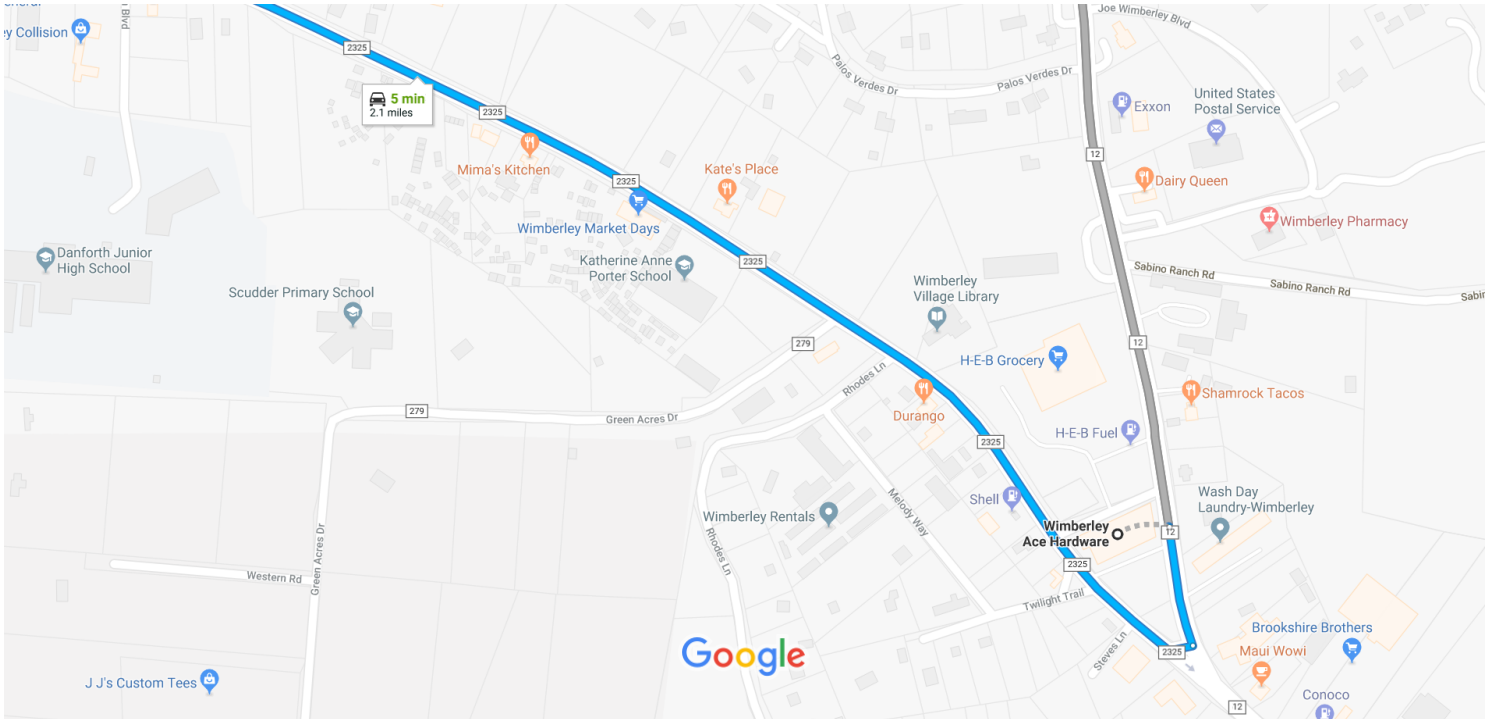 Joe Wimberley Blvd
ey Collision
n Blvd
2325
5 min
2.1 miles
2325
Palos Verdes Dr
Palos Verdes Dr
Exxon
United States
Postal Service
12
Mima's Kitchen
Kate's Place
2325
Dairy Queen
Wimberley Market Days
Wimberley Pharmacy
Danforth Junior
High School
Katherine Anne
Porter School
2325
Sabino Ranch Rd
Sabino Ranch Rd
Sabin
Scudder Primary School
Wimberley
Village Library
279
12
H-E-B Grocery
Rhodes Ln
Shamrock Tacos
279
Green Acres Dr
Durango
H-E-B Fuel
2325
Shell
Wash Day
Laundry-Wimberley
Melody Way
Wimberley Rentals
Wimberley
Ace Hardware
12
Green Acres Dr
Rhodes Ln
2325
Western Rd
Twilight Trail
Steves Ln
Google
2325
Brookshire Brothers
Maui Wowi
J J's Custom Tees
Conoco
12